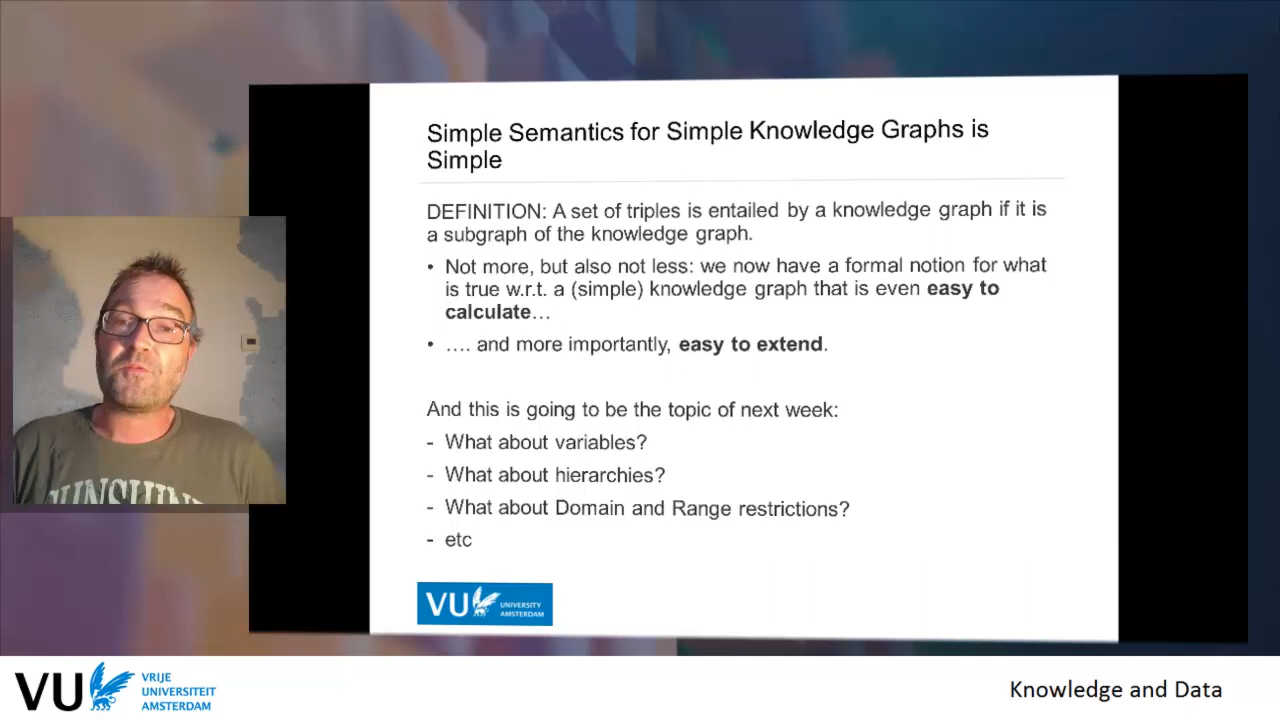 Simple Semantics for Simple Knowledge Graphs is
Simple
DEFINITION: A set of triples is entailed by a knowledge graph if it is
a subgraph of the knowledge graph.
• Not more, but also not less: we now have a formal notion for what
is true w.r.t. a (simple) knowledge graph that is even easy to
calculate…
• …. and more importantly, easy to extend.
And this is going to be the topic of next week:
- What about variables?
- What about hierarchies?
- What about Domain and Range restrictions?
- etc
VU UNIVERSITY
AMSTERDAM
VU VRIJE
UNIVERSITEIT
AMSTERDAM
Knowledge and Data